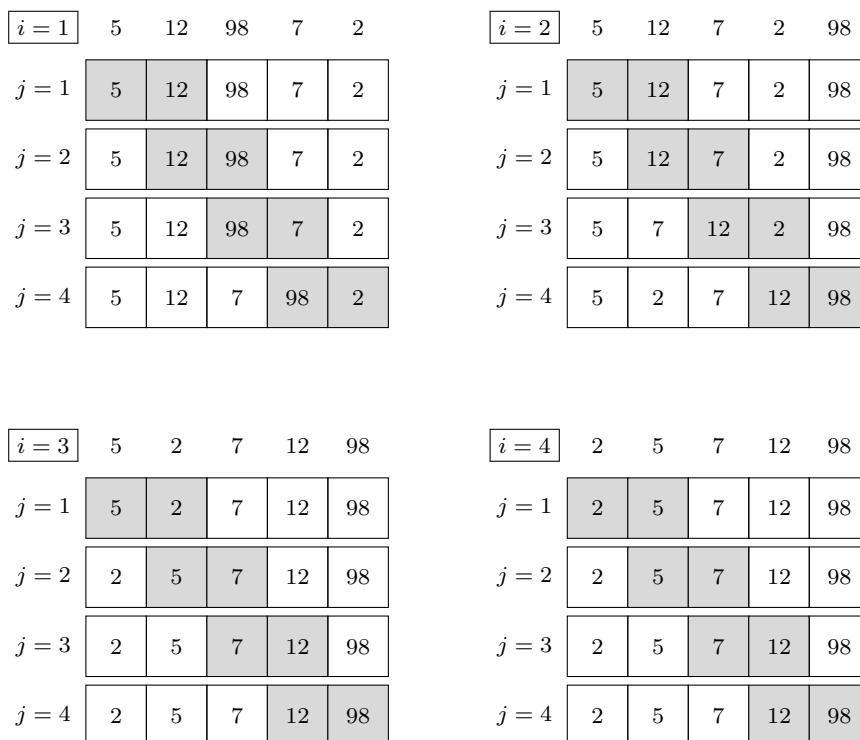 i = 1 5 12 98 7 2
j = 1 5 12 98 7 2
j = 2 5 12 98 7 2
j = 3 5 12 98 7 2
j = 4 5 12 7 98 2
i = 2 5 12 7 2 98
j = 1 5 12 7 2 98
j = 2 5 12 7 2 98
j = 3 5 7 12 2 98
j = 4 5 2 7 12 98
i = 3 5 2 7 12 98
j = 1 5 2 7 12 98
j = 2 2 5 7 12 98
j = 3 2 5 7 12 98
j = 4 2 5 7 12 98
i = 4 2 5 7 12 98
j = 1 2 5 7 12 98
j = 2 2 5 7 12 98
j = 3 2 5 7 12 98
j = 4 2 5 7 12 98